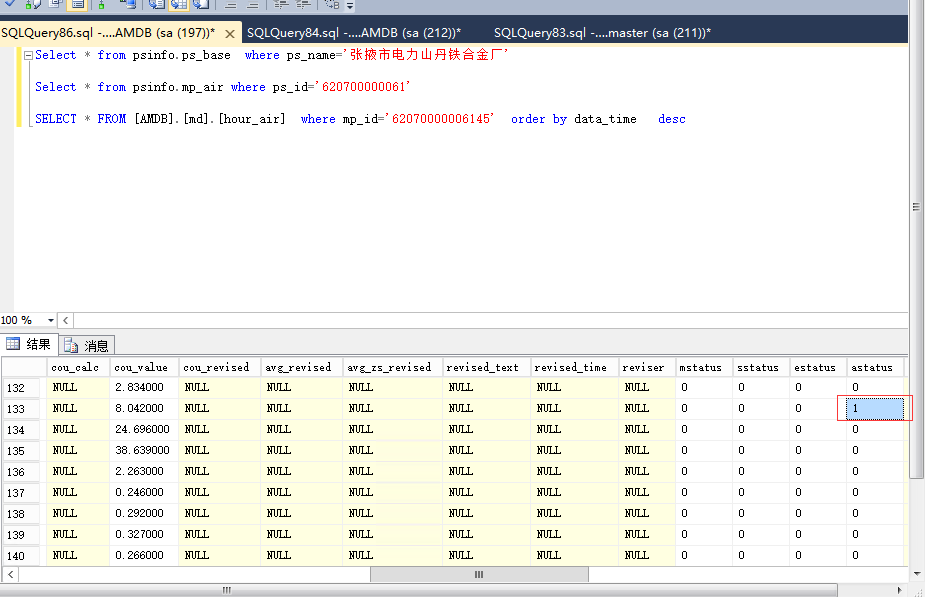 SQLQuery86.sql -....AMDB (sa (197))* SQLQuery84.sql -....AMDB (sa (212))* SQLQuery83.sql -....master (sa (211))*
Select * from psinfo.ps_base  where ps_name='张掖市电力山丹铁合金厂'
Select * from psinfo.mp_air where ps_id='620700000061'
SELECT * FROM [AMDB].[md].[hour_air]  where mp_id='62070000006145'  order by data_time   desc
100 %
结果 消息
cou_calc cou_value cou_revised avg_revised avg_zs_revised revised_text revised_time reviser mstatus sstatus estatus astatus
132 NULL 2.834000 NULL NULL NULL NULL NULL NULL 0 0 0 0
133 NULL 8.042000 NULL NULL NULL NULL NULL NULL 0 0 0 1
134 NULL 24.696000 NULL NULL NULL NULL NULL NULL 0 0 0 0
135 NULL 38.639000 NULL NULL NULL NULL NULL NULL 0 0 0 0
136 NULL 2.263000 NULL NULL NULL NULL NULL NULL 0 0 0 0
137 NULL 0.246000 NULL NULL NULL NULL NULL NULL 0 0 0 0
138 NULL 0.292000 NULL NULL NULL NULL NULL NULL 0 0 0 0
139 NULL 0.327000 NULL NULL NULL NULL NULL NULL 0 0 0 0
140 NULL 0.266000 NULL NULL NULL NULL NULL NULL 0 0 0 0